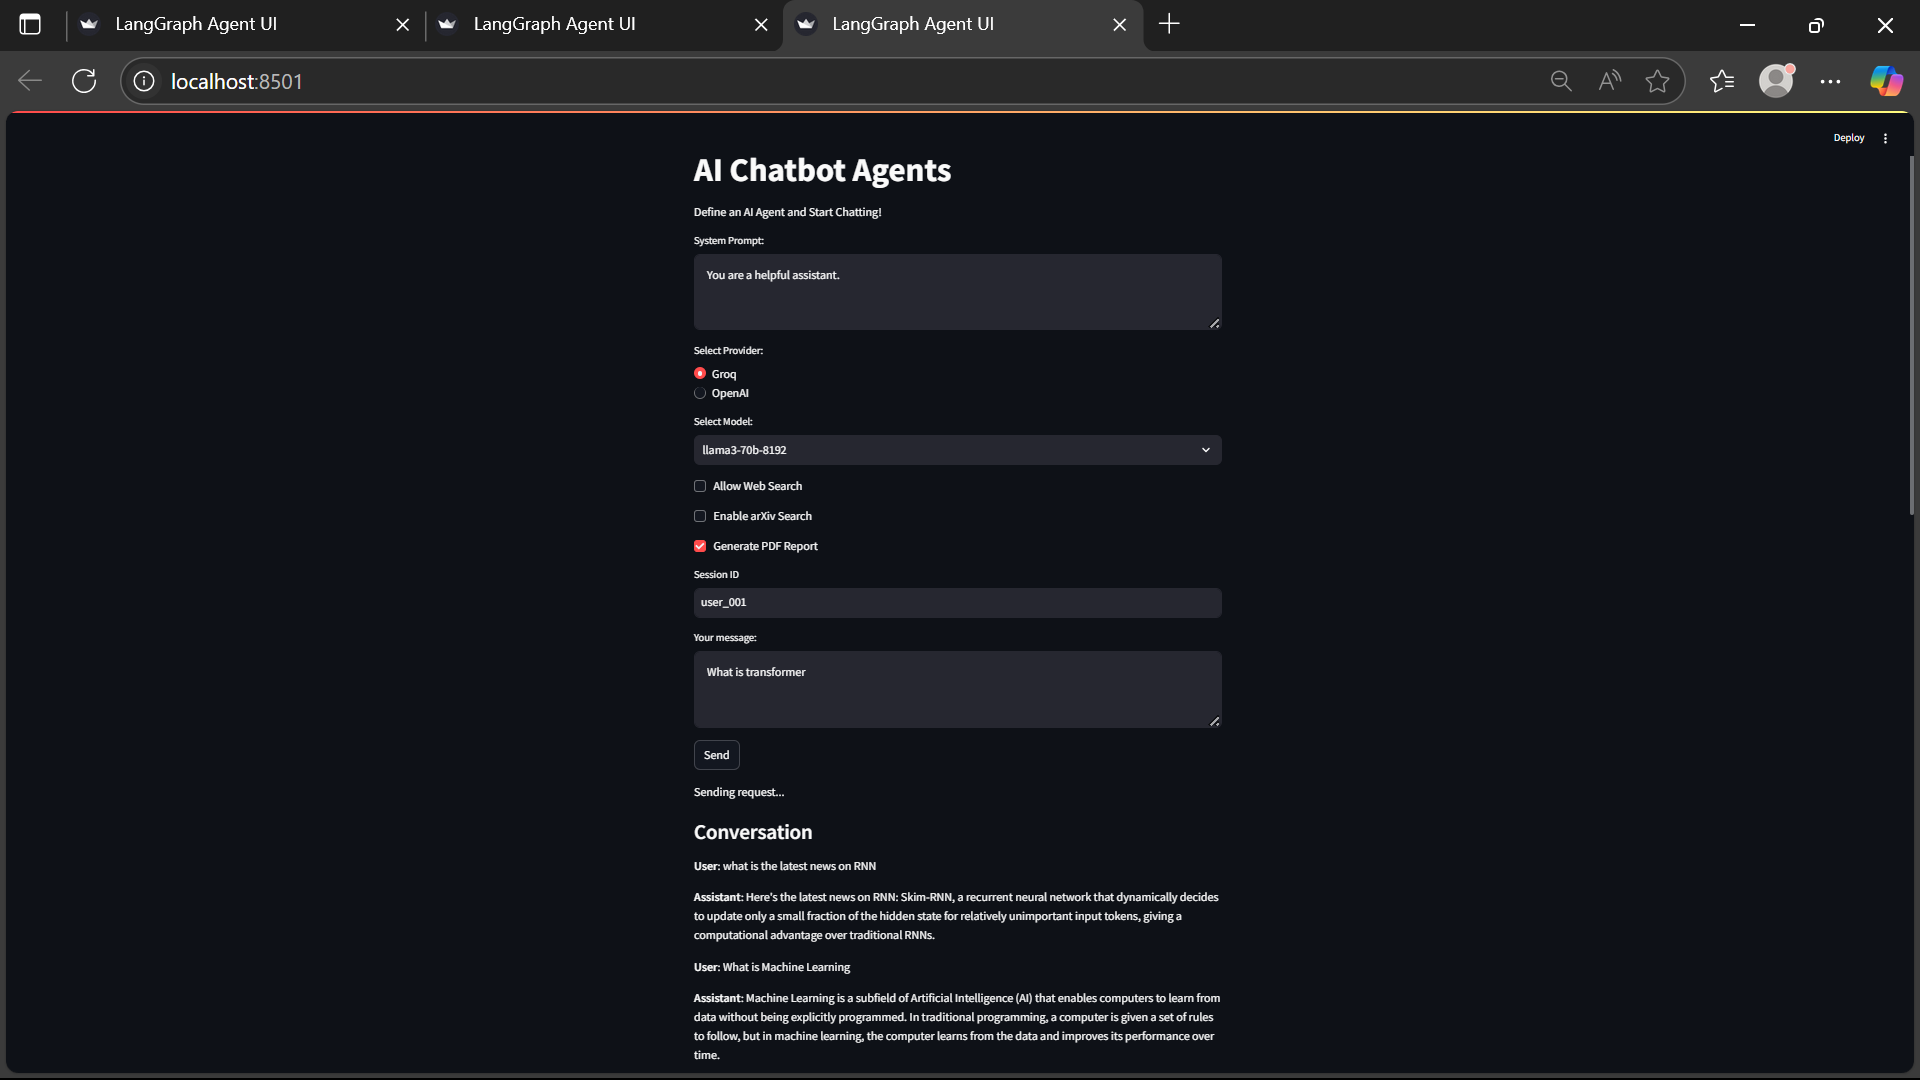 LangGraph Agent UI
LangGraph Agent UI
LangGraph Agent UI
localhost:8501
Deploy
AI Chatbot Agents
Define an AI Agent and Start Chatting!
System Prompt:
You are a helpful assistant.
Select Provider:
Groq
OpenAI
Select Model:
llama3-70b-8192
Allow Web Search
Enable arXiv Search
Generate PDF Report
Session ID
user_001
Your message:
What is transformer
Send
Sending request...
Conversation
User: what is the latest news on RNN
Assistant: Here's the latest news on RNN: Skim-RNN, a recurrent neural network that dynamically decides
to update only a small fraction of the hidden state for relatively unimportant input tokens, giving a
computational advantage over traditional RNNs.
User: What is Machine Learning
Assistant: Machine Learning is a subfield of Artificial Intelligence (AI) that enables computers to learn from
data without being explicitly programmed. In traditional programming, a computer is given a set of rules
to follow, but in machine learning, the computer learns from the data and improves its performance over
time.